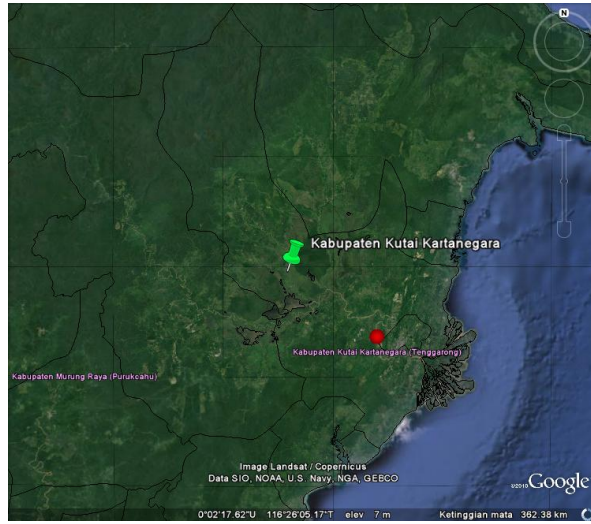 N
Kabupaten Kutai Kartanegara
Kabupaten Kutai Kartanegara (Tenggarong)
Kabupaten Murung Raya (Purukcahu)
Image Landsat / Copernicus
Data SIO, NOAA, U.S. Navy, NGA, GEBCO
©2010 Google
0°02'17.62"U 116°26'05.17"T elev 7 m Ketinggian mata 362.38 km